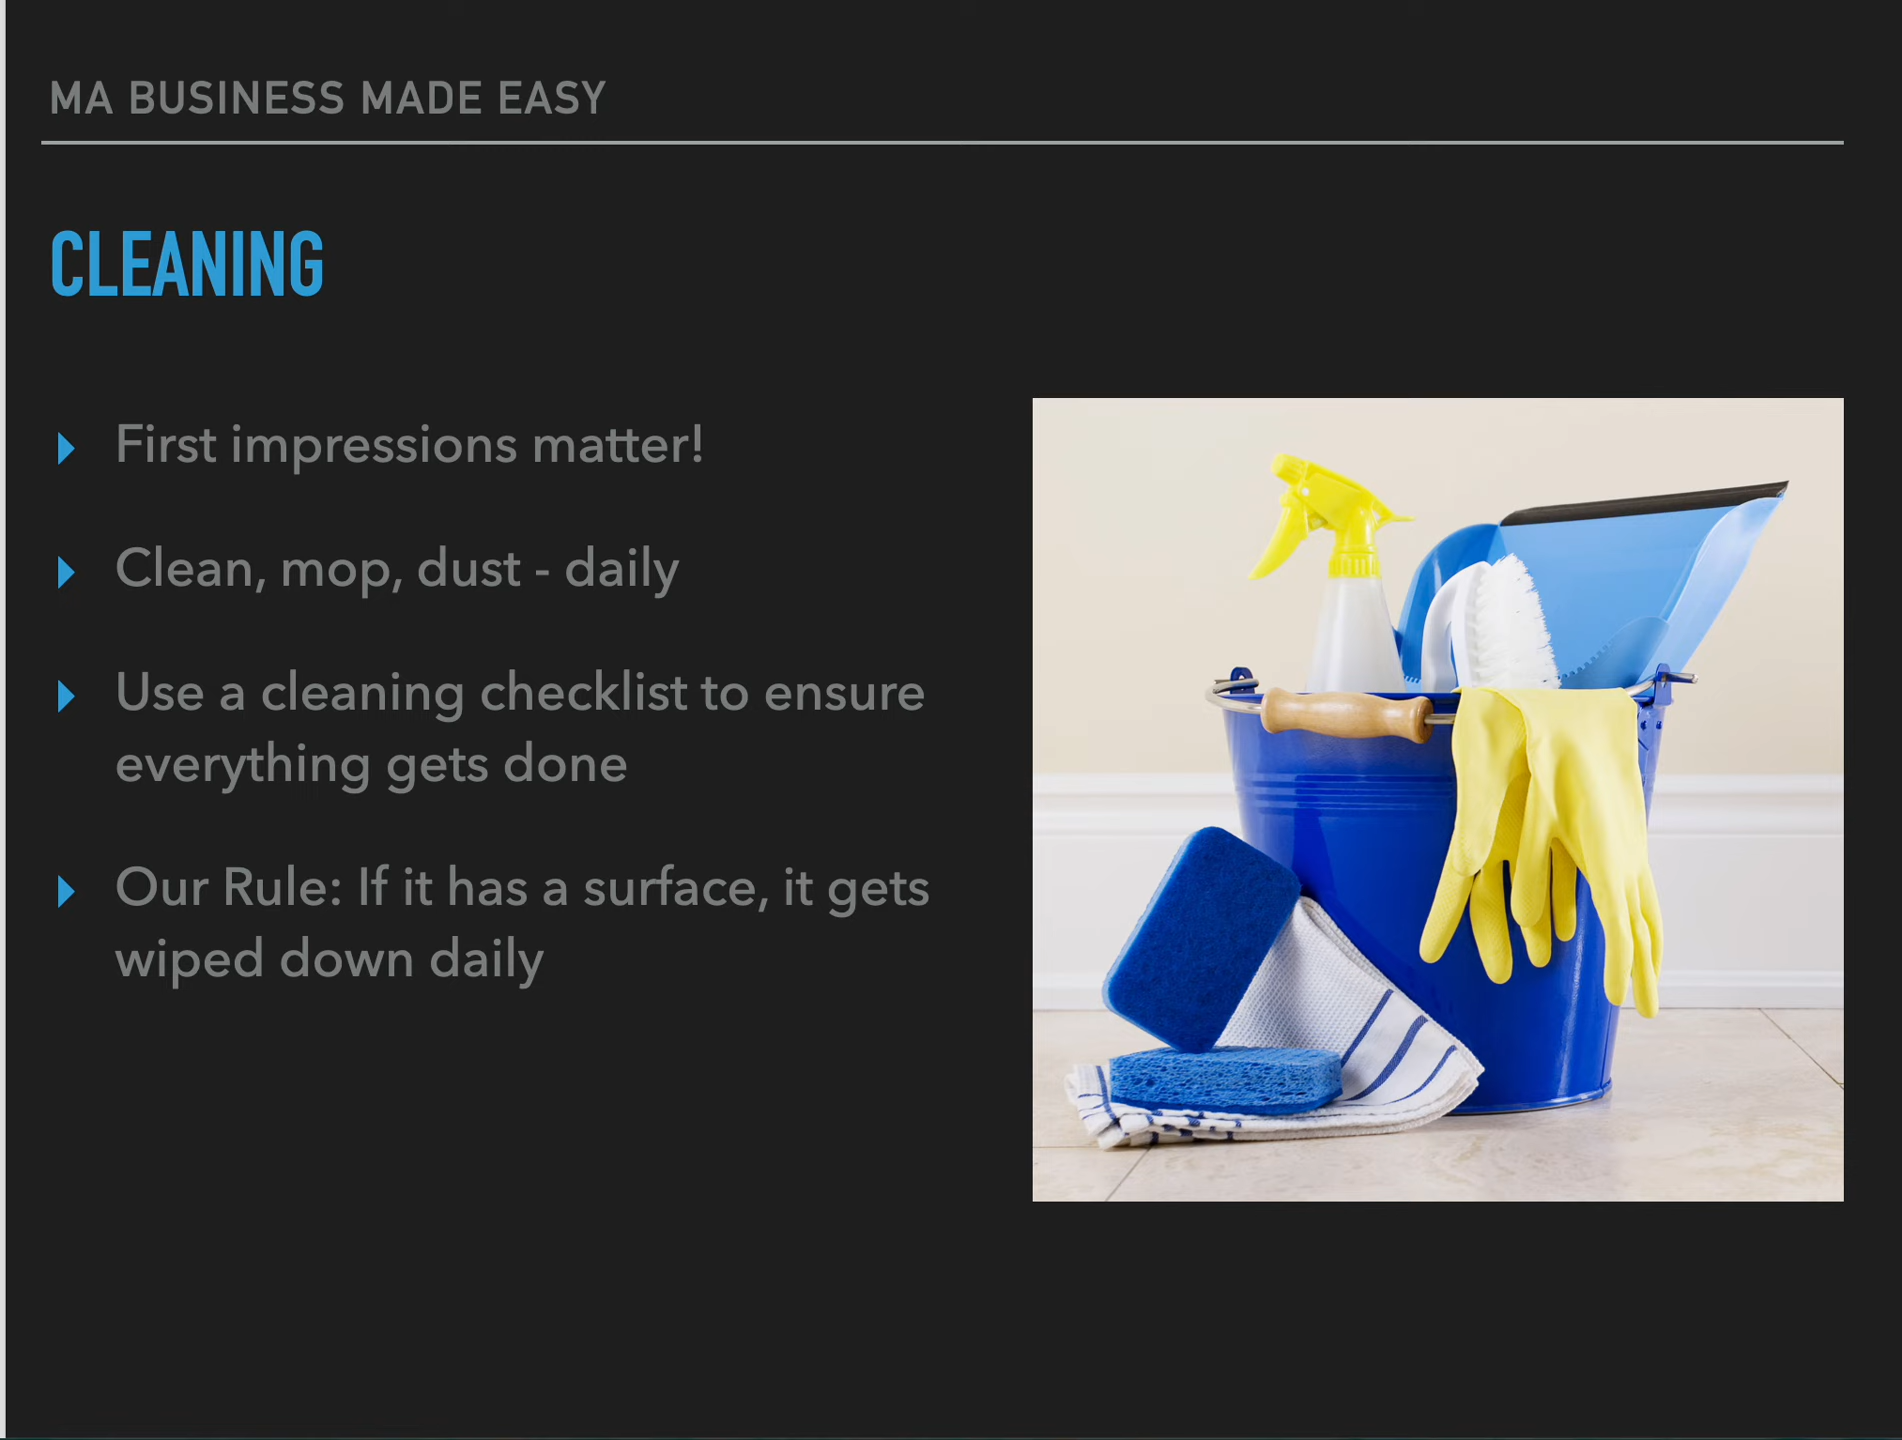 MA BUSINESS MADE EASY
CLEANING
First impressions matter!
Clean, mop, dust - daily
Use a cleaning checklist to ensure
everything gets done
Our Rule: If it has a surface, it gets
wiped down daily